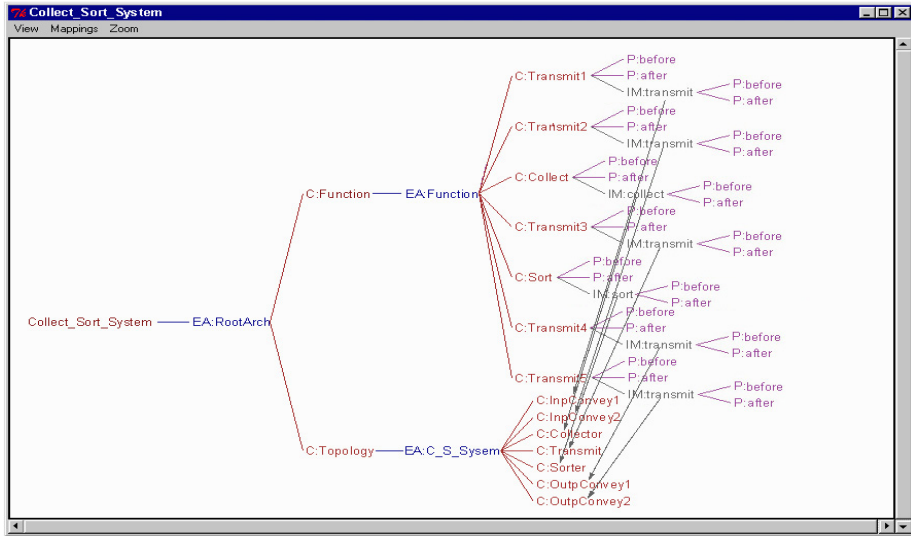 Collect_Sort_System
View Mappings Zoom
P:before
C:Transmit1 P:after P:before
IM:transmit
P:after
P:before
C:Transmit2 P:after P:before
IM:transmit
P:after
P:before
C:Collect P:after P:before
C:Function EA:Function IM:collect
P:after
P:before
C:Transmit3 P:after P:before
IM:transmit
P:after
P:before
C:Sort P:after P:before
IM:sort
P:after
P:before
Collect_Sort_System EA:RootArch C:Transmit4 P:after P:before
IM:transmit
P:after
P:before
C:Transmit5 P:after P:before
IM:transmit
C:InpConvey1 P:after
C:InpConvey2
C:Collector
C:Topology EA:C_S_Sysem C:Transmit
C:Sorter
C:OutpConvey1
C:OutpConvey2